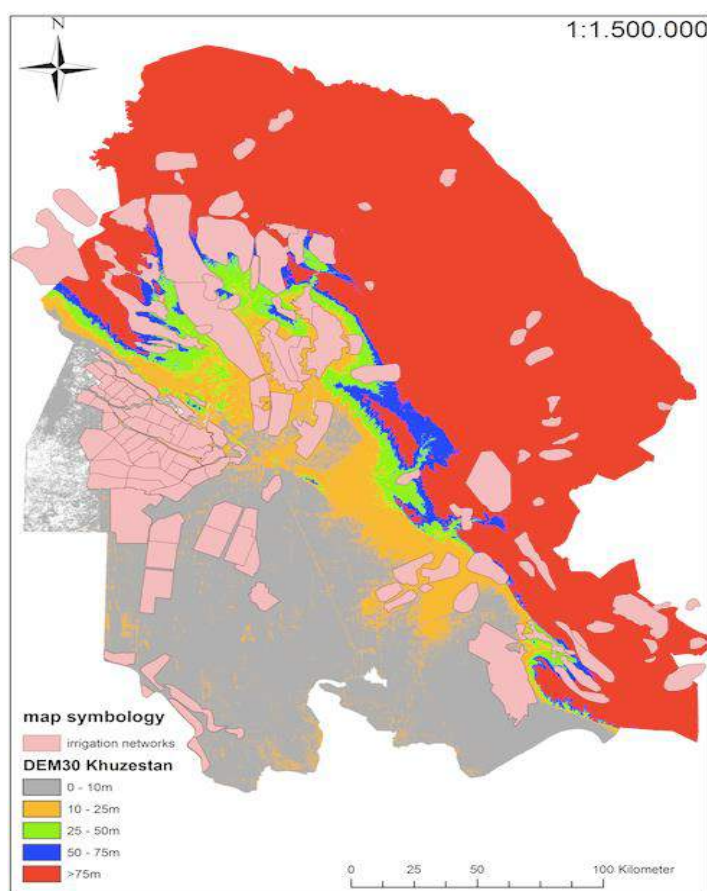 N
1:1.500.000
map symbology
irrigation networks
DEM30 Khuzestan
0 - 10m
10 - 25m
25 - 50m
50 - 75m
>75m
0 25 50 100 Kilometer